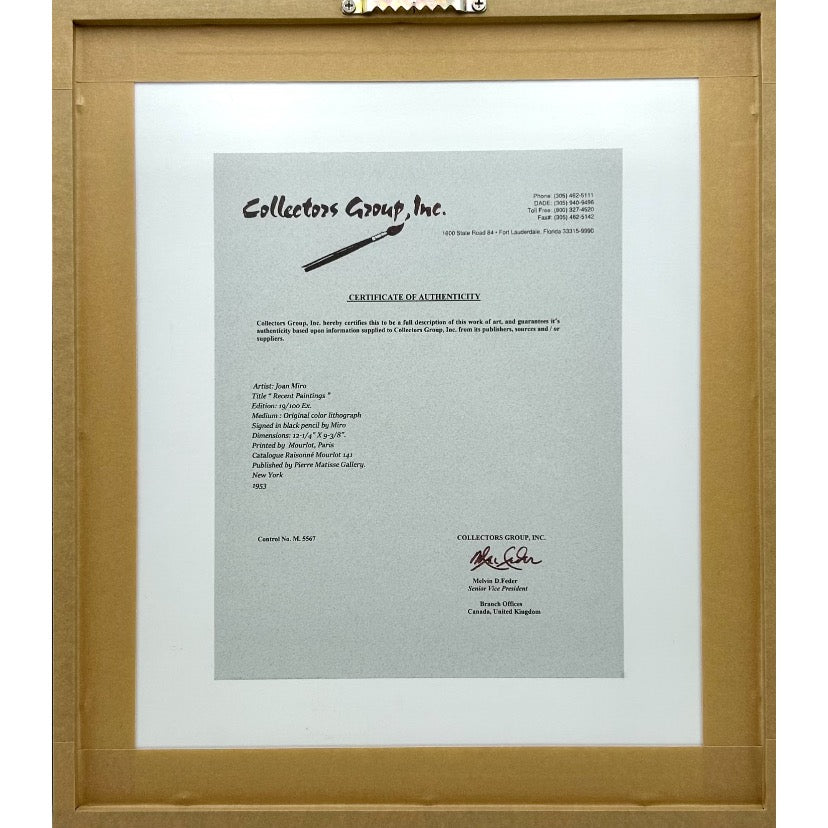 Collectors Group, Inc.
Phone: (305) 462-5111
DADE: (305) 940-9496
Toll Free: (800) 327-4520
Fax#: (305) 462-5142
1600 State Road 84 • Fort Lauderdale, Florida 33315-9990
CERTIFICATE OF AUTHENTICITY
Collectors Group, Inc. hereby certifies this to be a full description of this work of art, and guarantees it's
authenticity based upon information supplied to Collectors Group, Inc. from its publishers, sources and / or
suppliers.
Artist: Joan Miro
Title " Recent Paintings "
Edition: 19/100 Ex.
Medium : Original color lithograph
Signed in black pencil by Miro
Dimensions: 12-1/4" X 9-3/8".
Printed by Mourlot, Paris
Catalogue Raisonné Mourlot 141
Published by Pierre Matisse Gallery.
New York
1953
Control No. M. 5567
COLLECTORS GROUP, INC.
Melvin D.Feder
Senior Vice President
Branch Offices
Canada, United Kingdom